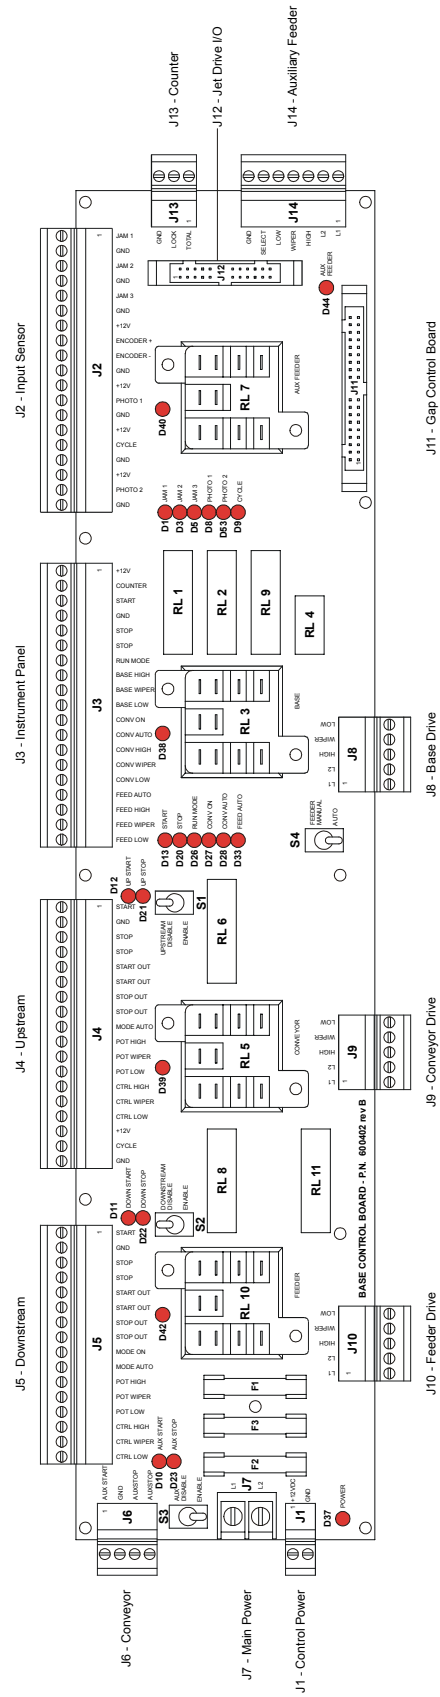 J13 - Counter
J12 - Jet Drive I/O
J14 - Auxiliary Feeder
J2 - Input Sensor
J3 - Instrument Panel
J4 - Upstream
J5 - Downstream
J6 - Conveyor
J7 - Main Power
J1 - Control Power
J11 - Gap Control Board
J8 - Base Drive
J9 - Conveyor Drive
J10 - Feeder Drive
J13
GND
LOCK
TOTAL
1
J14
GND
SELECT
LOW
WIPER
HIGH
L2
L1
1
J12
D44
AUX
FEEDER
J11
J2
1
JAM 1
GND
JAM 2
GND
JAM 3
GND
+12V
ENCODER +
ENCODER -
GND
+12V
PHOTO 1
GND
+12V
CYCLE
GND
+12V
PHOTO 2
GND
D40
RL 7
AUX FEEDER
D1 JAM 1
D3 JAM 2
D5 JAM 3
D8 PHOTO 1
D53 PHOTO 2
D9 CYCLE
RL 1
RL 2
RL 9
RL 4
J3
1
+12V
COUNTER
START
GND
STOP
STOP
RUN MODE
BASE HIGH
BASE WIPER
BASE LOW
CONV ON
CONV AUTO
CONV HIGH
CONV WIPER
CONV LOW
FEED AUTO
FEED HIGH
FEED WIPER
FEED LOW
D38
RL 3
BASE
D13 START
D20 STOP
D26 RUN MODE
D27 CONV ON
D28 CONV AUTO
D33 FEED AUTO
J8
LOW
WIPER
HIGH
L2
L1
1
S4
FEEDER
MANUAL
AUTO
D12 UP START
D21 UP STOP
S1
UPSTREAM
DISABLE
ENABLE
RL 6
J4
1
START
GND
STOP
STOP
START OUT
START OUT
STOP OUT
STOP OUT
MODE AUTO
POT HIGH
POT WIPER
POT LOW
CTRL HIGH
CTRL WIPER
CTRL LOW
+12V
CYCLE
GND
D39
RL 5
CONVEYOR
J9
LOW
WIPER
HIGH
L2
L1
1
RL 8
RL 11
D11 DOWN START
D22 DOWN STOP
S2
DOWNSTREAM
DISABLE
ENABLE
BASE CONTROL BOARD - P.N. 600402 rev B
J5
1
START
GND
STOP
STOP
START OUT
START OUT
STOP OUT
STOP OUT
MODE ON
MODE AUTO
POT HIGH
POT WIPER
POT LOW
CTRL HIGH
CTRL WIPER
CTRL LOW
D42
RL 10
FEEDER
J10
LOW
WIPER
HIGH
L2
L1
1
F1
F3
F2
D10 AUX START
D23 AUX STOP
S3
AUX
DISABLE
ENABLE
J6
1
AUX START
GND
AUXSTOP
AUXSTOP
J7
L1
L2
J1
1
+12VDC
GND
D37
POWER